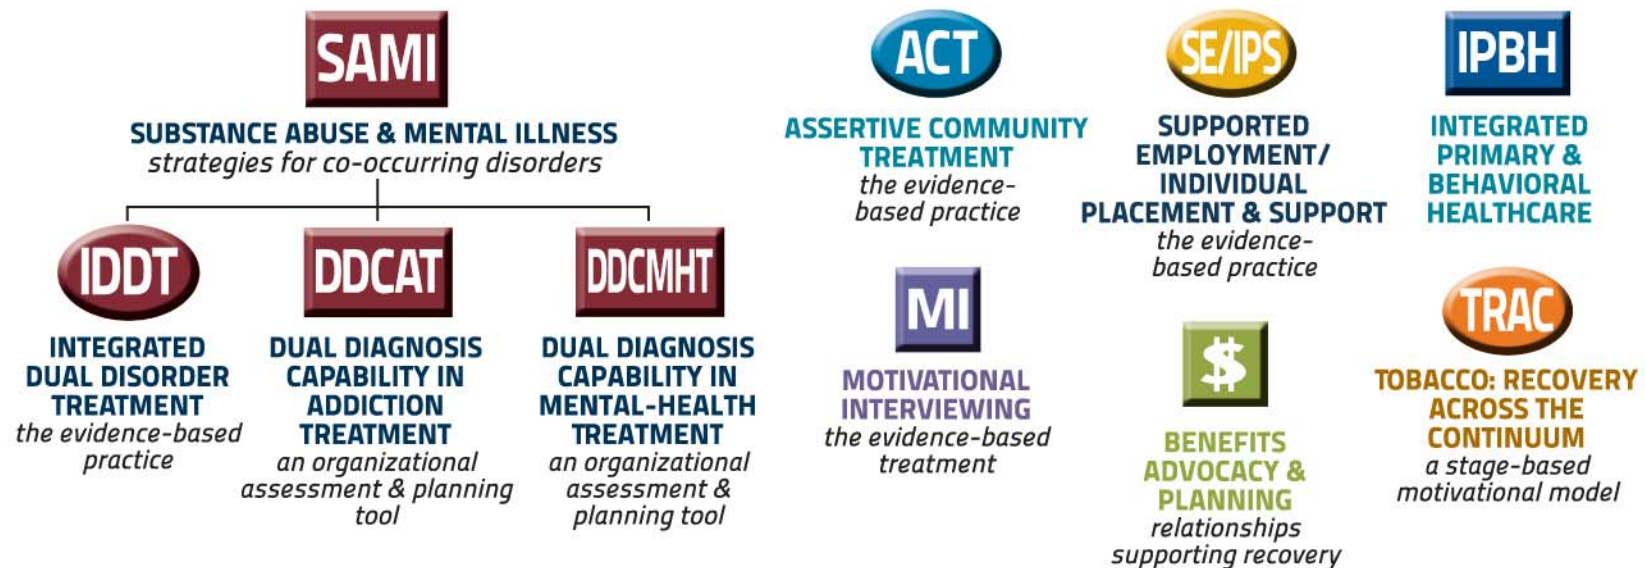 SAMI
SUBSTANCE ABUSE & MENTAL ILLNESS
strategies for co-occurring disorders
IDDT
INTEGRATED
DUAL DISORDER
TREATMENT
the evidence-based
practice
DDCAT
DUAL DIAGNOSIS
CAPABILITY IN
ADDICTION
TREATMENT
an organizational
assessment & planning
tool
DDCMHT
DUAL DIAGNOSIS
CAPABILITY IN
MENTAL-HEALTH
TREATMENT
an organizational
assessment &
planning tool
ACT
ASSERTIVE COMMUNITY
TREATMENT
the evidence-
based practice
SE/IPS
SUPPORTED
EMPLOYMENT/
INDIVIDUAL
PLACEMENT & SUPPORT
the evidence-
based practice
IPBH
INTEGRATED
PRIMARY &
BEHAVIORAL
HEALTHCARE
MI
MOTIVATIONAL
INTERVIEWING
the evidence-based
treatment
$
BENEFITS
ADVOCACY &
PLANNING
relationships
supporting recovery
TRAC
TOBACCO: RECOVERY
ACROSS THE
CONTINUUM
a stage-based
motivational model